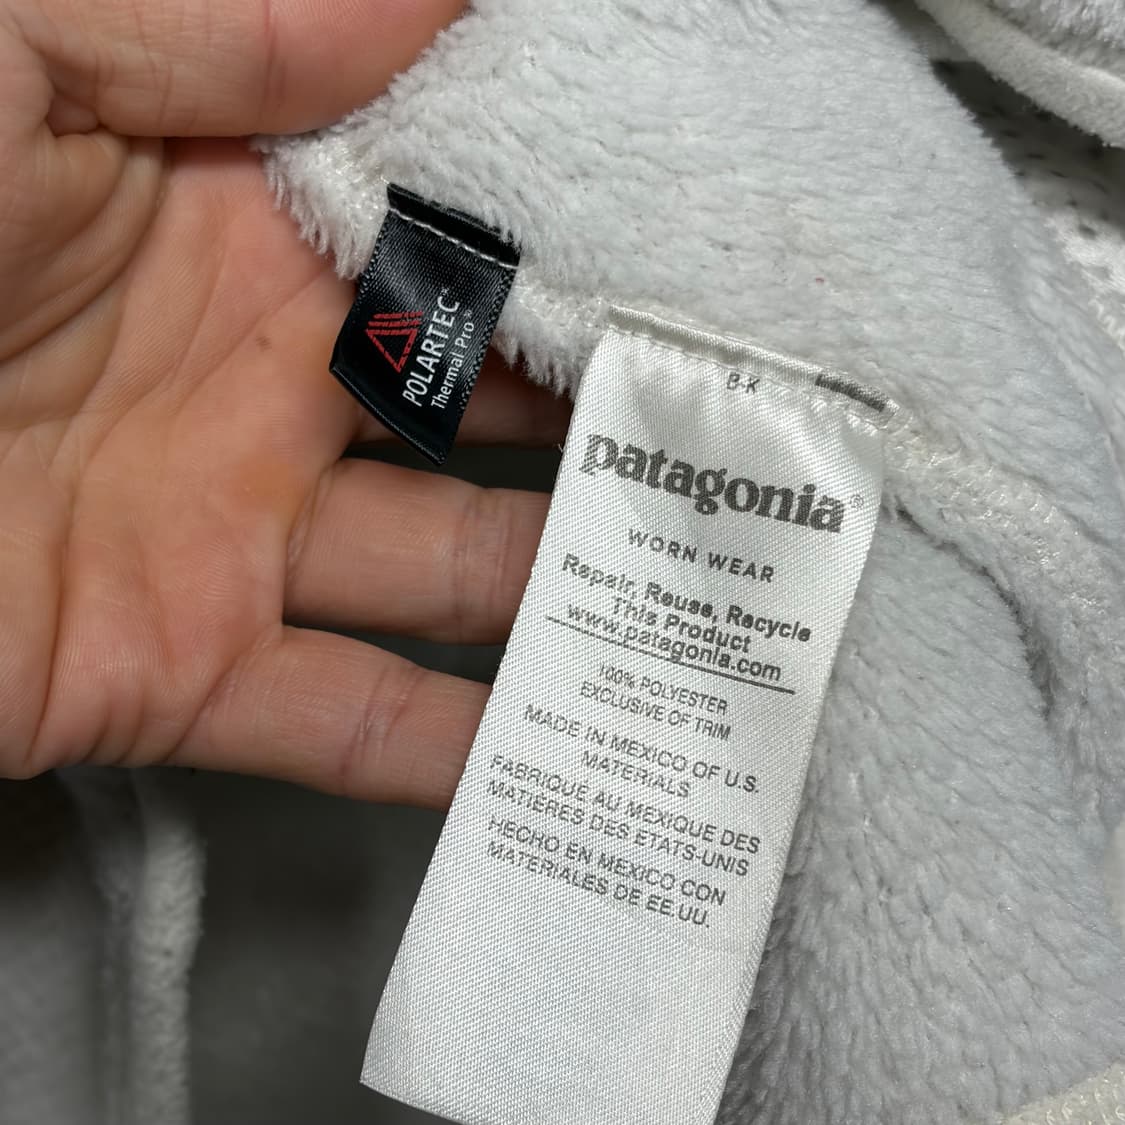 POLARTEC®
Thermal Pro®
B-K
patagonia®
WORN WEAR
Repair, Reuse, Recycle
This Product
www.patagonia.com
100% POLYESTER
EXCLUSIVE OF TRIM
MADE IN MEXICO OF U.S.
MATERIALS
FABRIQUÉ AU MEXIQUE DES
MATIÈRES DES ETATS-UNIS
HECHO EN MEXICO CON
MATERIALES DE EE.UU.